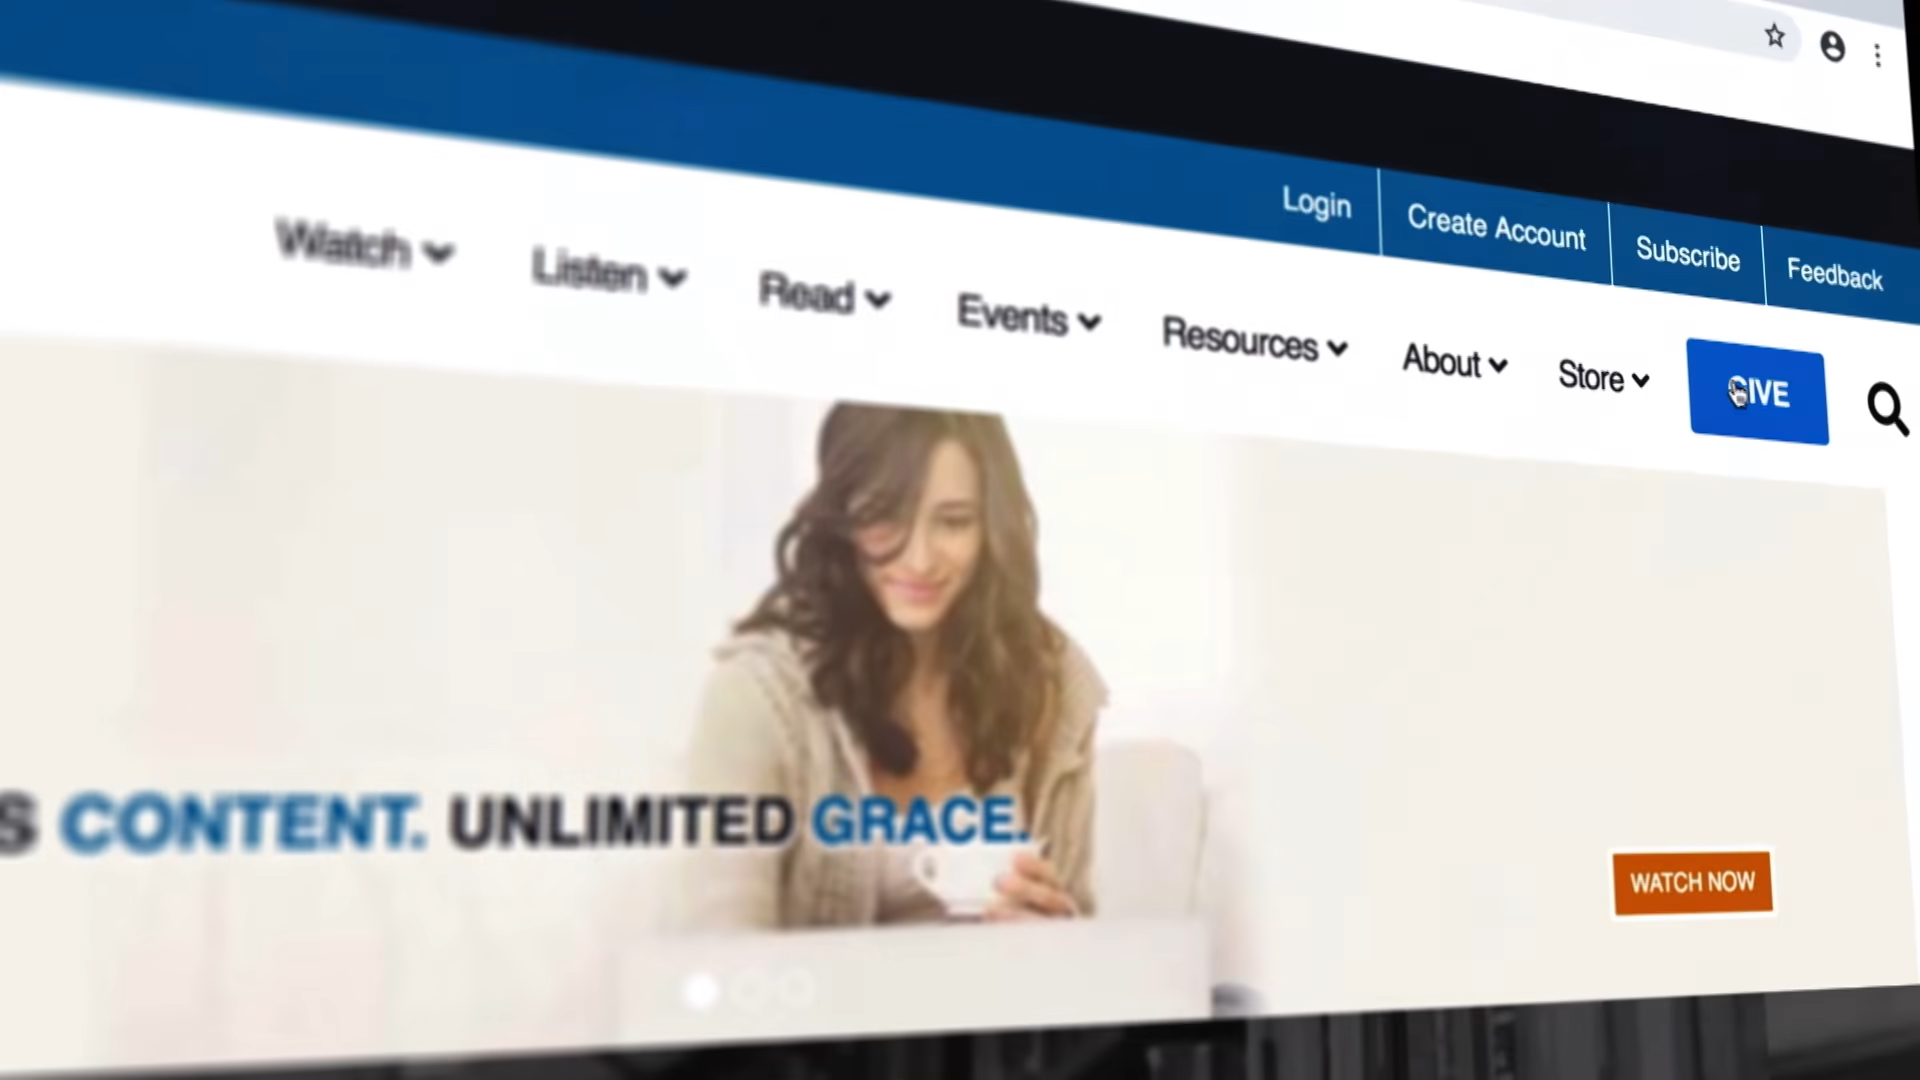 Login
Create Account
Subscribe
Feedback
Watch
Listen
Read
Events
Resources
About
Store
GIVE
S CONTENT. UNLIMITED GRACE.
WATCH NOW